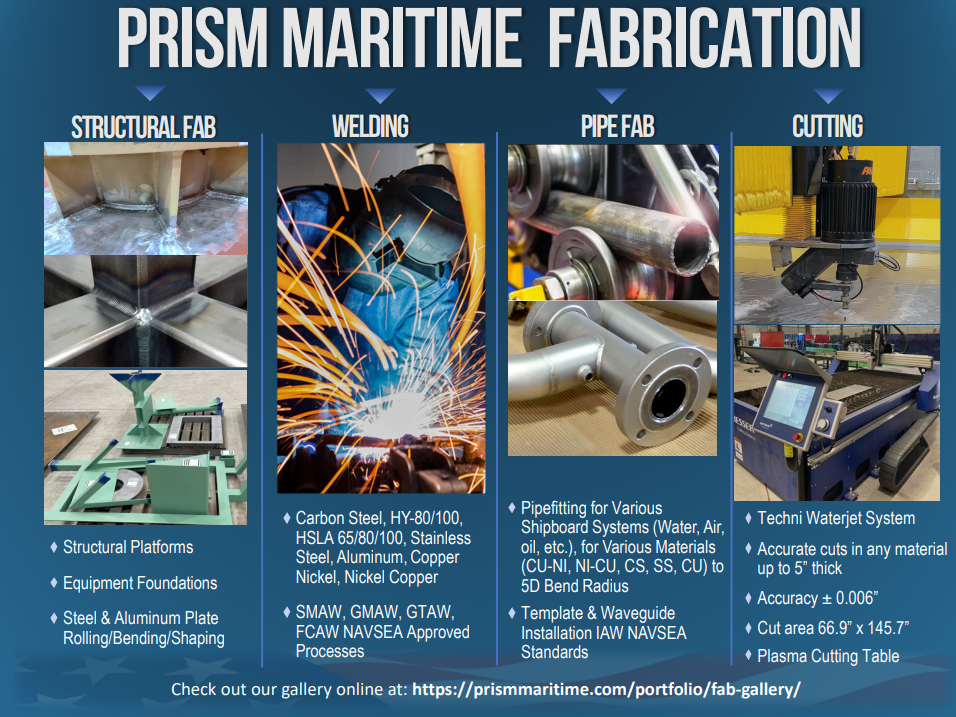 PRISM MARITIME FABRICATION
STRUCTURAL FAB
♦ Structural Platforms
♦ Equipment Foundations
♦ Steel & Aluminum Plate
Rolling/Bending/Shaping
WELDING
♦ Carbon Steel, HY-80/100,
HSLA 65/80/100, Stainless
Steel, Aluminum, Copper
Nickel, Nickel Copper
♦ SMAW, GMAW, GTAW,
FCAW NAVSEA Approved
Processes
PIPE FAB
♦ Pipefitting for Various
Shipboard Systems (Water, Air,
oil, etc.), for Various Materials
(CU-NI, NI-CU, CS, SS, CU) to
5D Bend Radius
♦ Template & Waveguide
Installation IAW NAVSEA
Standards
CUTTING
♦ Techni Waterjet System
♦ Accurate cuts in any material
up to 5” thick
♦ Accuracy ± 0.006”
♦ Cut area 66.9” x 145.7”
♦ Plasma Cutting Table
Check out our gallery online at: https://prismmaritime.com/portfolio/fab-gallery/